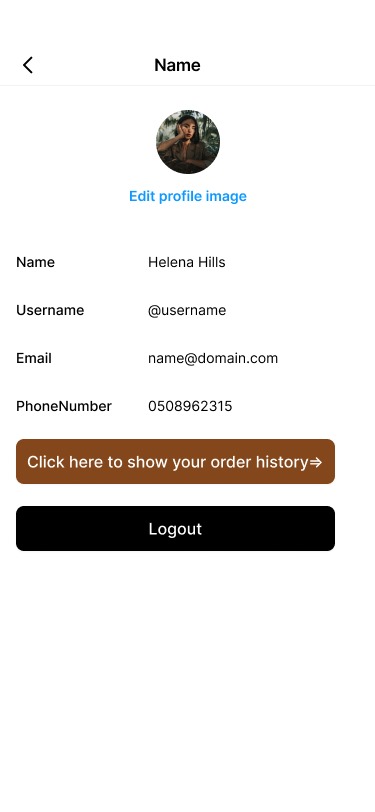 Name
Edit profile image
Name Helena Hills
Username @username
Email name@domain.com
PhoneNumber 0508962315
Click here to show your order history⇒
Logout